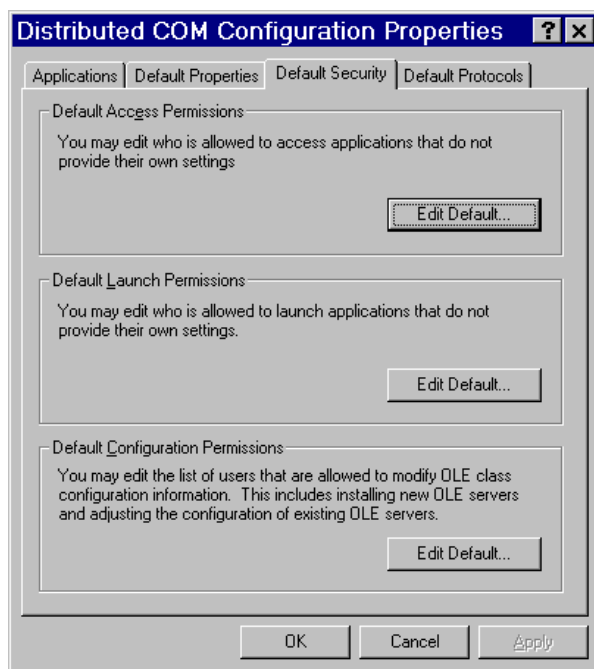 Distributed COM Configuration Properties
Applications Default Properties Default Security Default Protocols
Default Access Permissions
You may edit who is allowed to access applications that do not
provide their own settings
Edit Default...
Default Launch Permissions
You may edit who is allowed to launch applications that do not
provide their own settings.
Edit Default...
Default Configuration Permissions
You may edit the list of users that are allowed to modify OLE class
configuration information. This includes installing new OLE servers
and adjusting the configuration of existing OLE servers.
Edit Default...
OK Cancel Apply